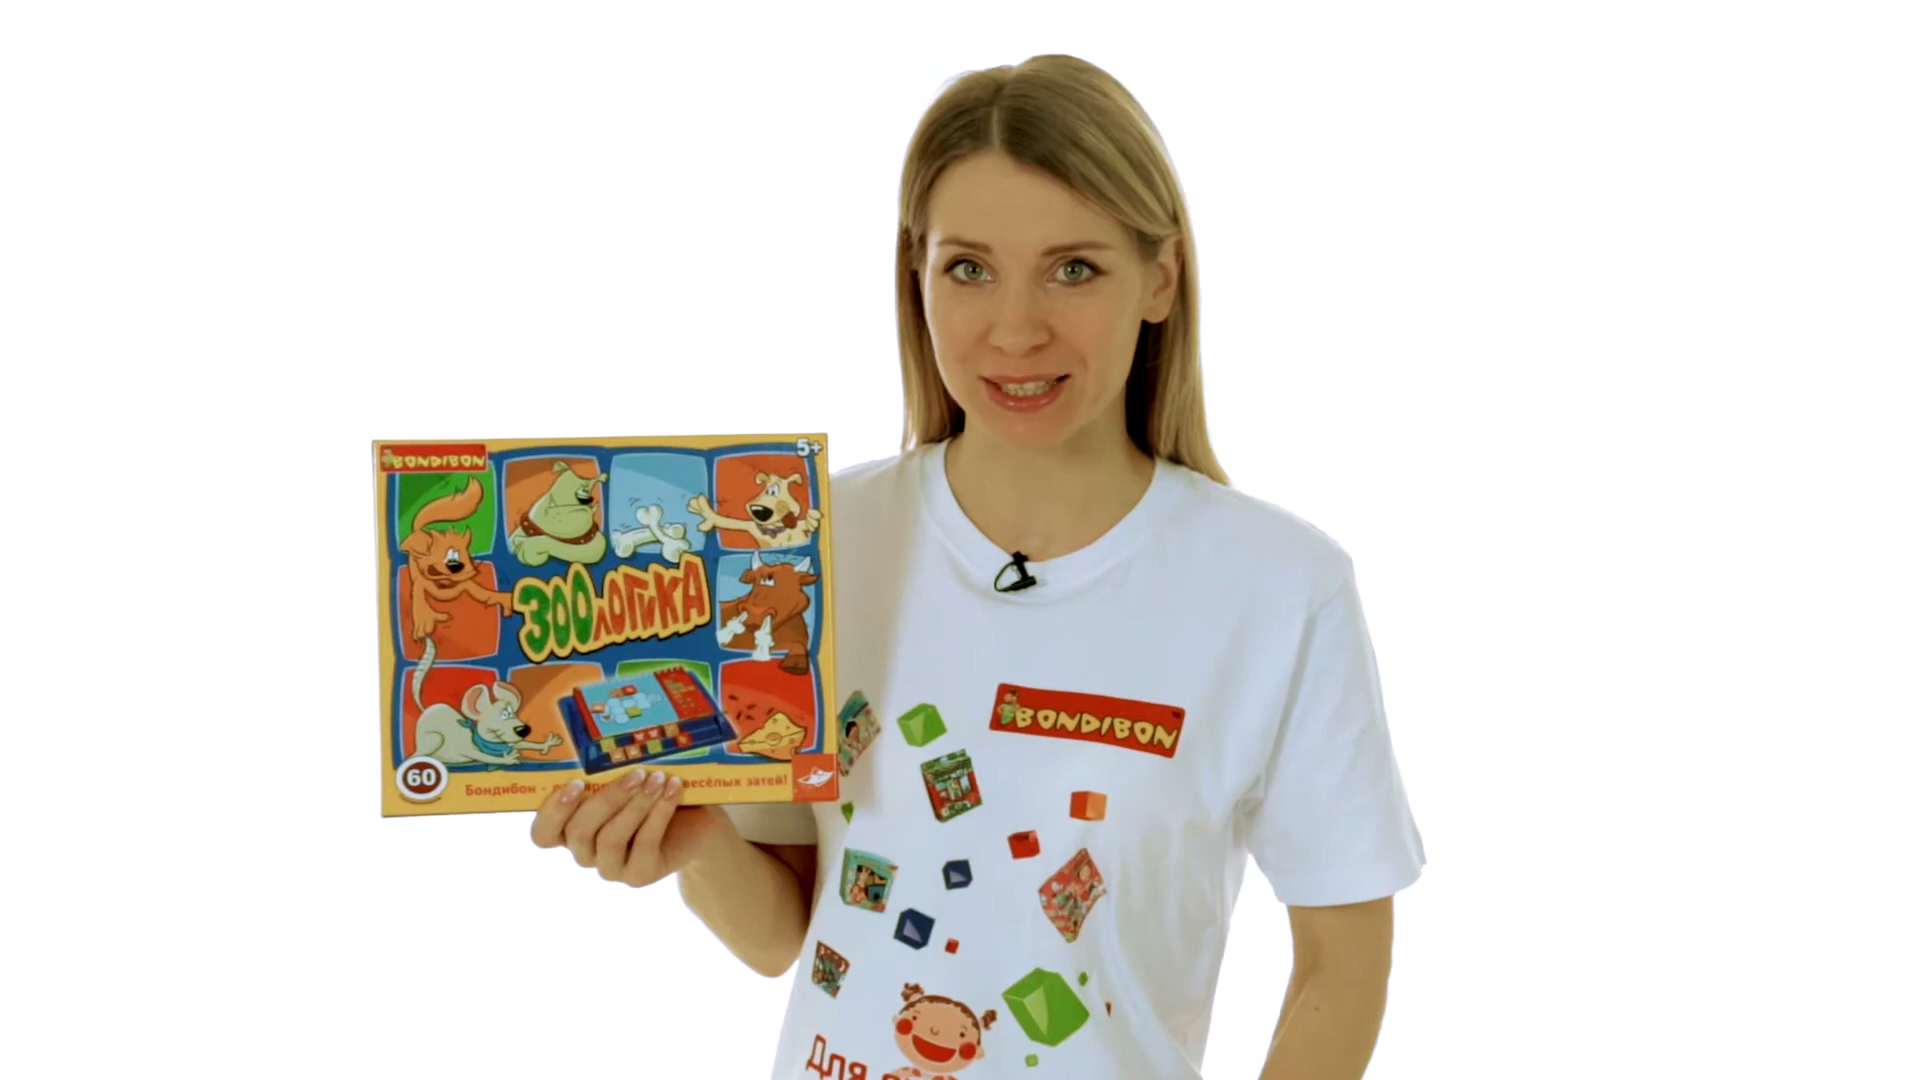 BONDIBON
5+
ЗООЛОГИКА
60
Бондибон -
весёлых затей!
BONDIBON
Для